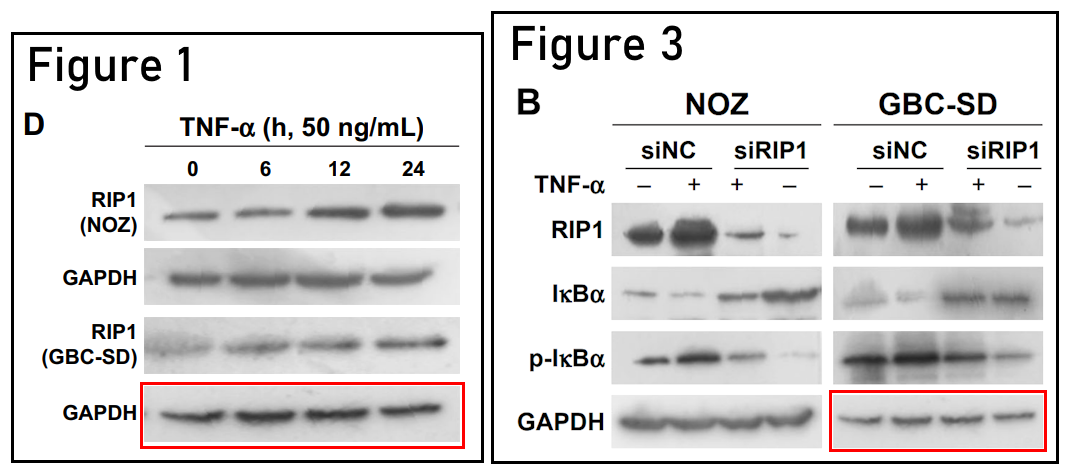 Figure 1
D
TNF-α (h, 50 ng/mL)
0 6 12 24
RIP1
(NOZ)
GAPDH
RIP1
(GBC-SD)
GAPDH
Figure 3
B
NOZ GBC-SD
siNC siRIP1 siNC siRIP1
TNF-α – + + – – + + –
RIP1
IκBα
p-IκBα
GAPDH